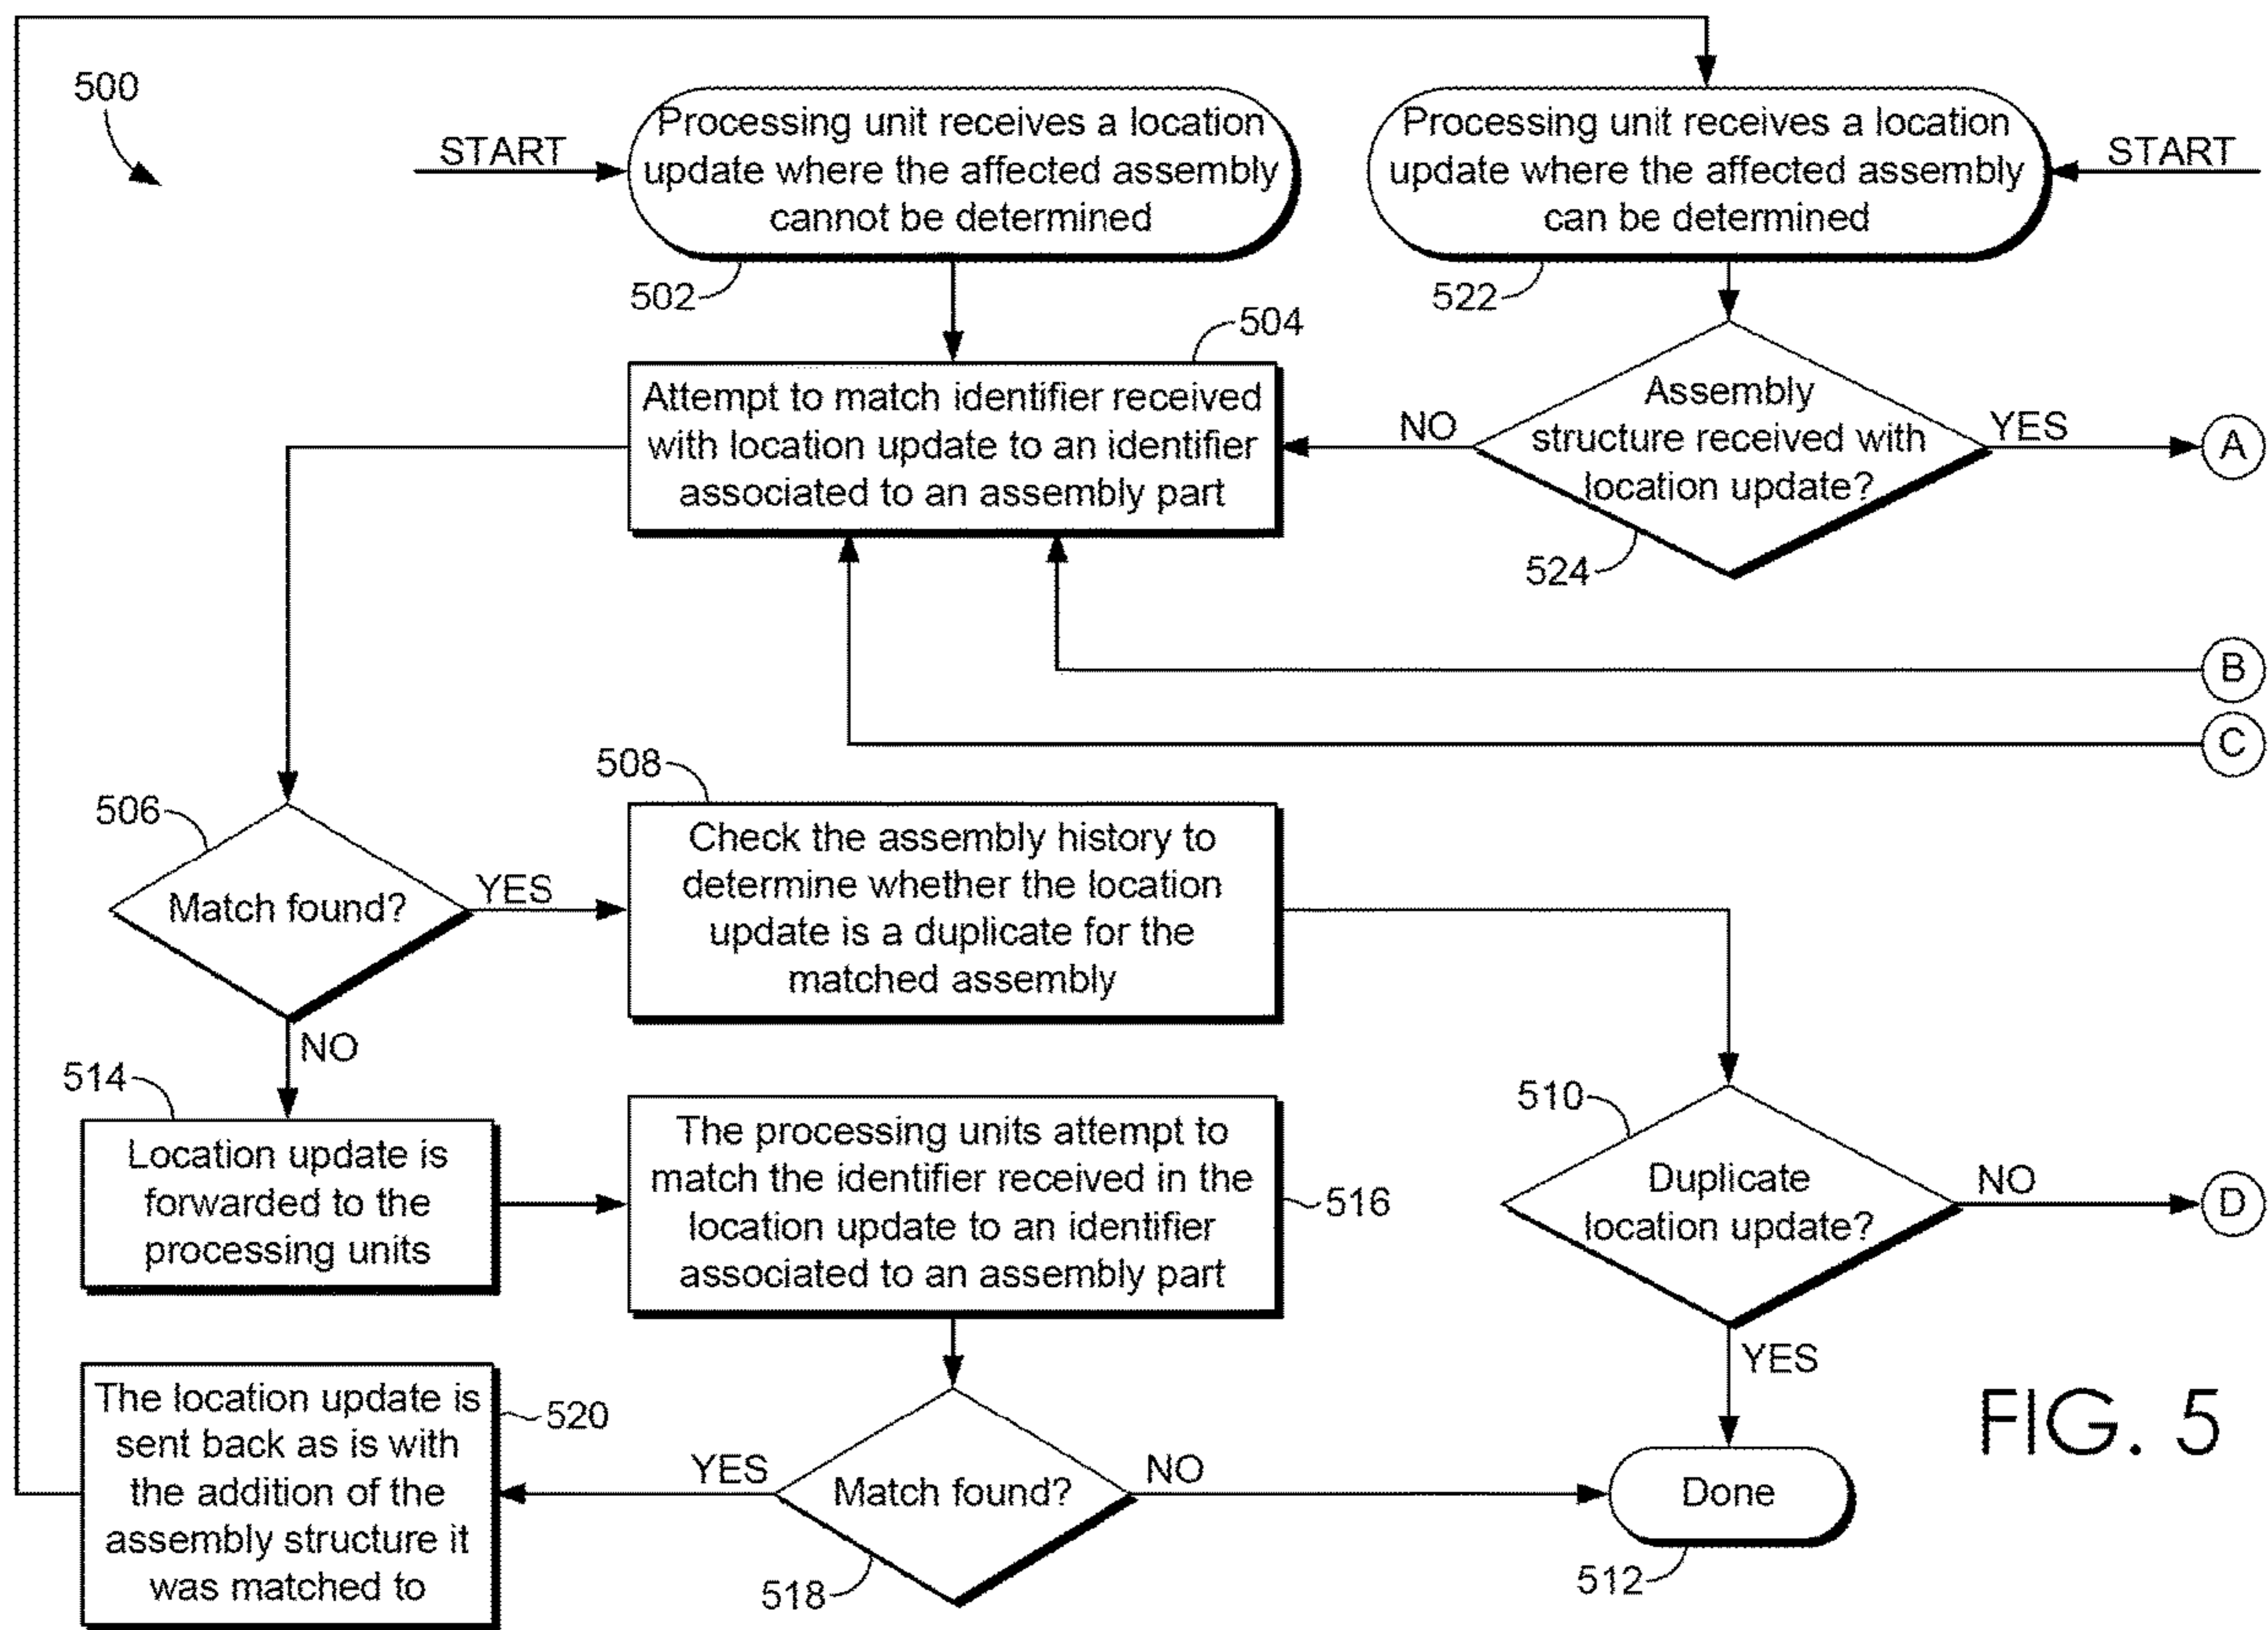 500
START
Processing unit receives a location
update where the affected assembly
cannot be determined
502
Processing unit receives a location
update where the affected assembly
can be determined
START
522
504
Attempt to match identifier received
with location update to an identifier
associated to an assembly part
NO
Assembly
structure received with
location update?
YES
A
524
B
C
506
Match found?
YES
508
Check the assembly history to
determine whether the location
update is a duplicate for the
matched assembly
NO
514
Location update is
forwarded to the
processing units
The processing units attempt to
match the identifier received in the
location update to an identifier
associated to an assembly part
516
510
Duplicate
location update?
NO
D
YES
The location update is
sent back as is with
the addition of the
assembly structure it
was matched to
520
YES
Match found?
NO
518
Done
512
FIG. 5